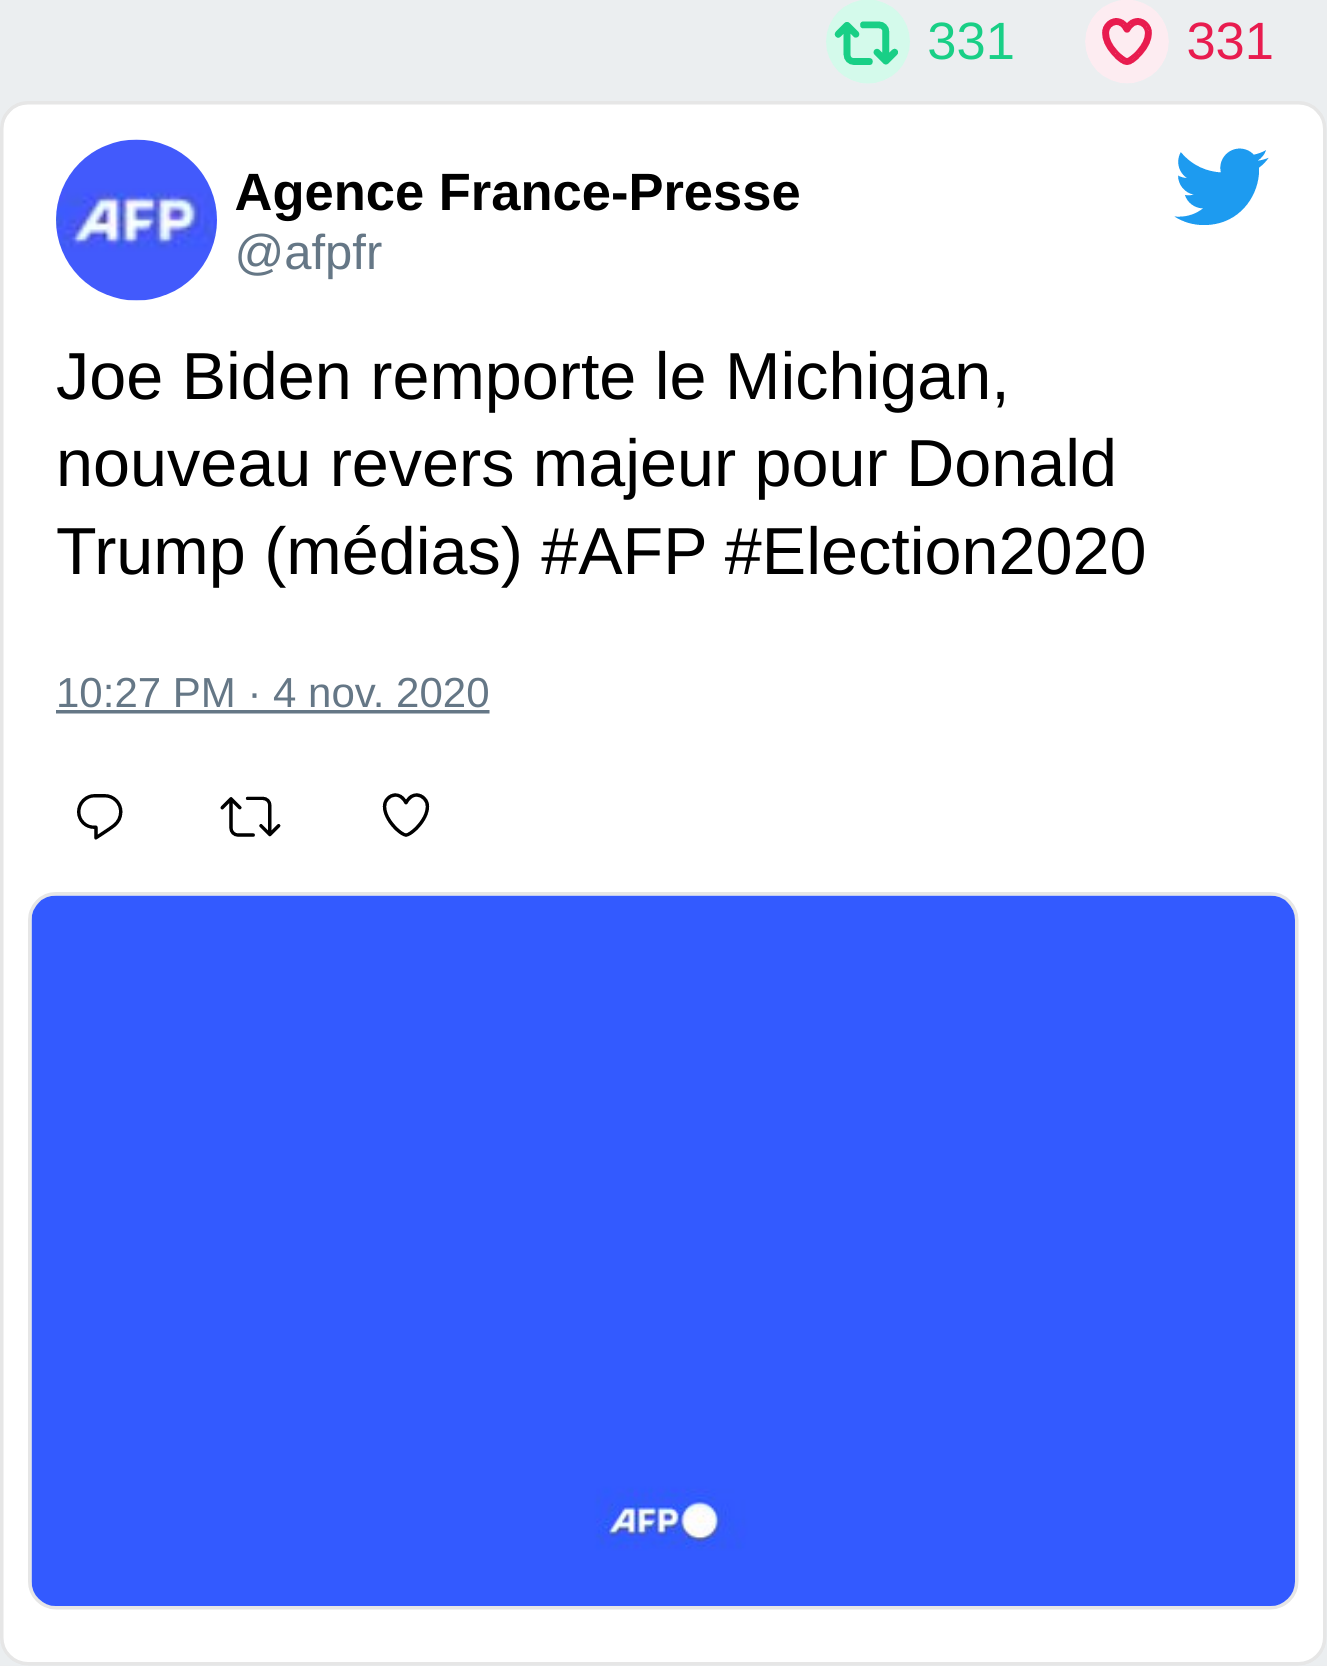 331 331
AFP
Agence France-Presse
@afpfr
Joe Biden remporte le Michigan,
nouveau revers majeur pour Donald
Trump (médias) #AFP #Election2020
10:27 PM · 4 nov. 2020
AFP